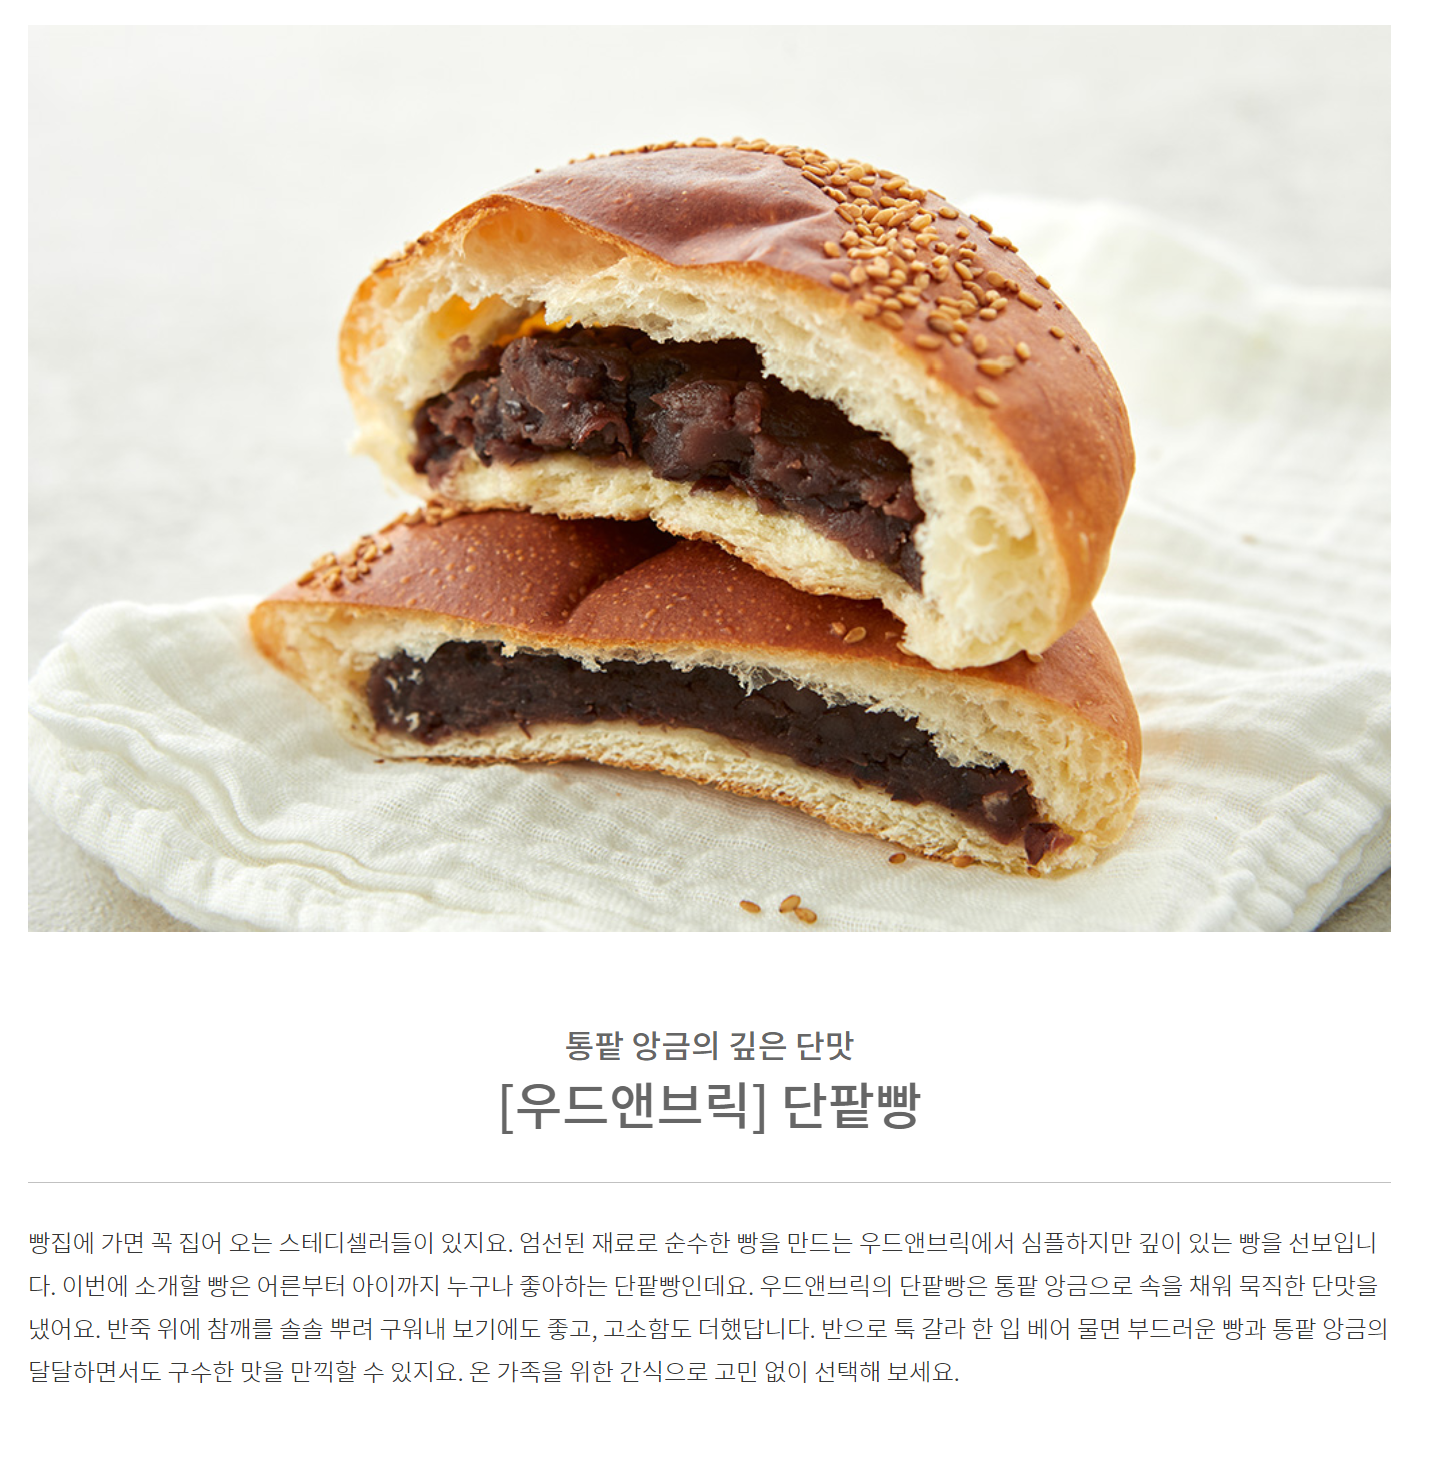 통팥 앙금의 깊은 단맛
[우드앤브릭] 단팥빵
빵집에 가면 꼭 집어 오는 스테디셀러들이 있지요. 엄선된 재료로 순수한 빵을 만드는 우드앤브릭에서 심플하지만 깊이 있는 빵을 선보입니
다. 이번에 소개할 빵은 어른부터 아이까지 누구나 좋아하는 단팥빵인데요. 우드앤브릭의 단팥빵은 통팥 앙금으로 속을 채워 묵직한 단맛을
냈어요. 반죽 위에 참깨를 솔솔 뿌려 구워내 보기에도 좋고, 고소함도 더했답니다. 반으로 툭 갈라 한 입 베어 물면 부드러운 빵과 통팥 앙금의
달달하면서도 구수한 맛을 만끽할 수 있지요. 온 가족을 위한 간식으로 고민 없이 선택해 보세요.